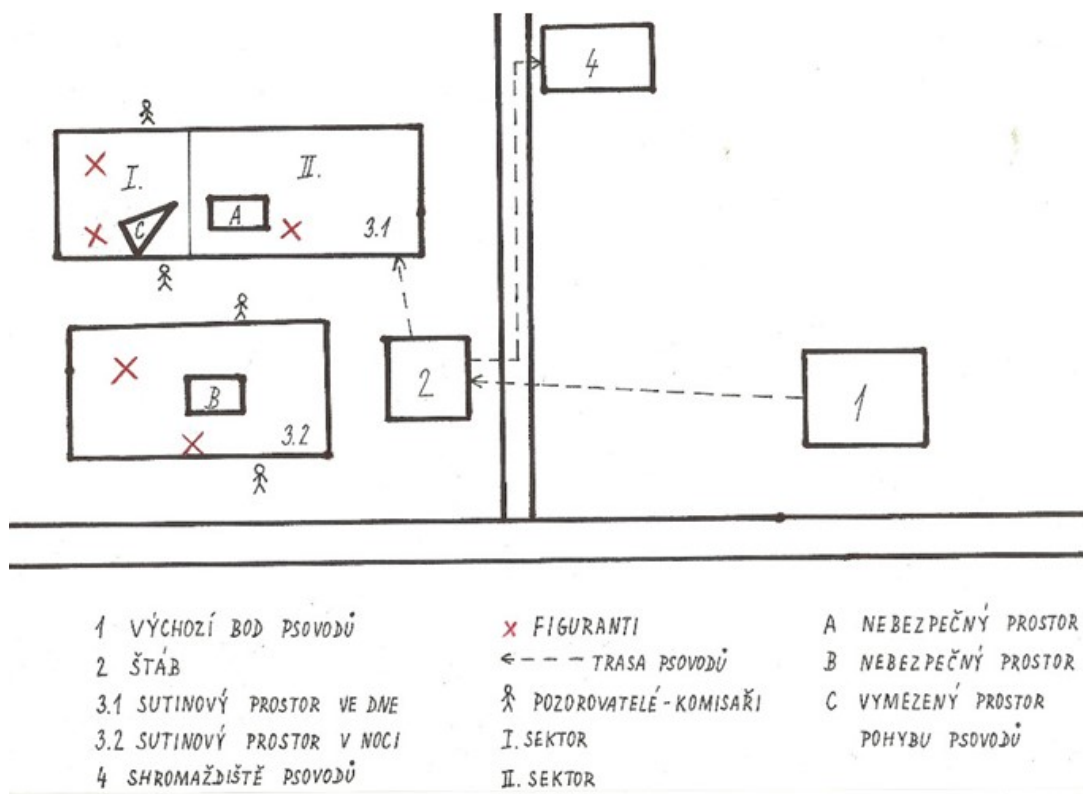 4
I.
II.
C
A
3.1
2
1
B
3.2
1 VÝCHOZÍ BOD PSOVODŮ
2 ŠTÁB
3.1 SUTINOVÝ PROSTOR VE DNE
3.2 SUTINOVÝ PROSTOR V NOCI
4 SHROMAŽDIŠTĚ PSOVODŮ
FIGURANTI
TRASA PSOVODŮ
POZOROVATELÉ-KOMISAŘI
I. SEKTOR
II. SEKTOR
A NEBEZPEČNÝ PROSTOR
B NEBEZPEČNÝ PROSTOR
C VYMEZENÝ PROSTOR
POHYBU PSOVODŮ